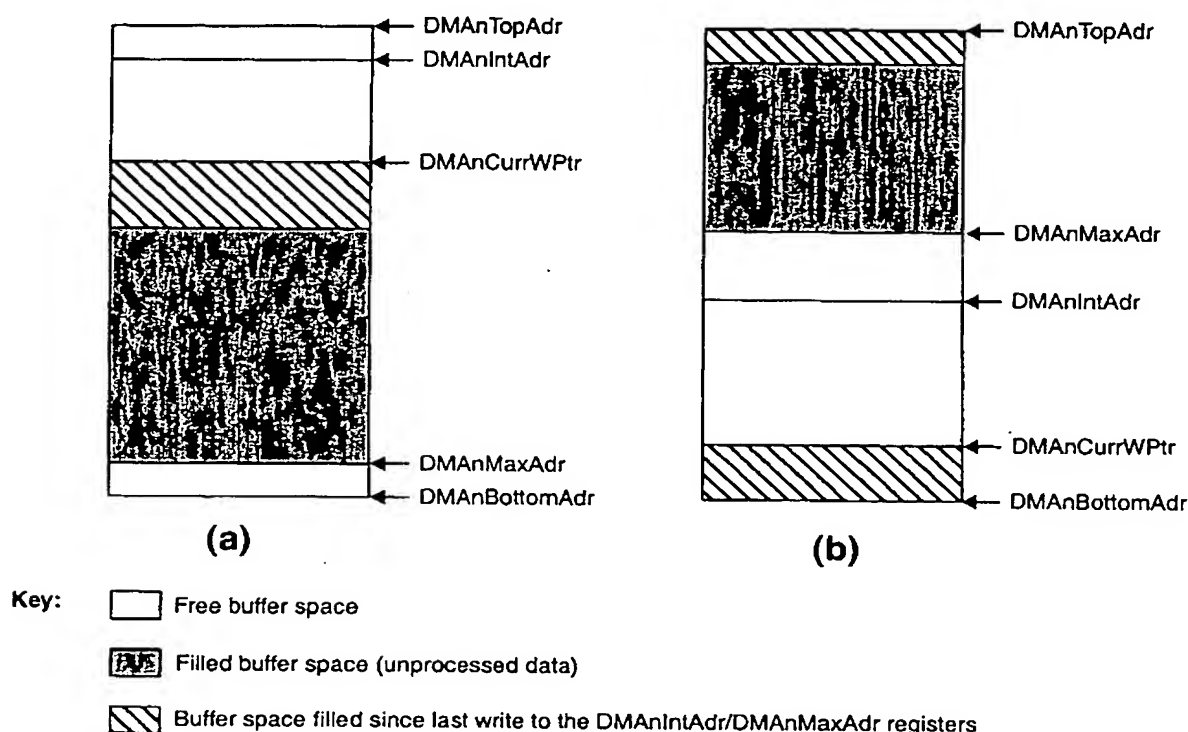 DMAnTopAdr
DMAnIntAdr
DMAnCurrWPtr
DMAnMaxAdr
DMAnBottomAdr
(a)
DMAnTopAdr
DMAnMaxAdr
DMAnIntAdr
DMAnCurrWPtr
DMAnBottomAdr
(b)
Key:
Free buffer space
Filled buffer space (unprocessed data)
Buffer space filled since last write to the DMAnIntAdr/DMAnMaxAdr registers